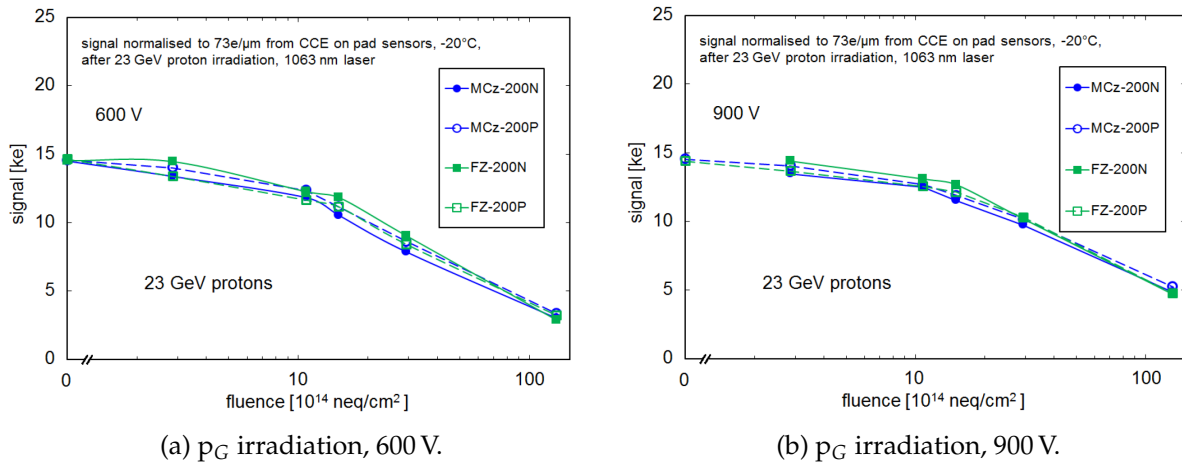 25
20
15
10
5
0
signal [ke]
signal normalised to 73e/µm from CCE on pad sensors, -20°C,
after 23 GeV proton irradiation, 1063 nm laser
600 V
MCz-200N
MCz-200P
FZ-200N
FZ-200P
23 GeV protons
0 10 100
fluence [10¹⁴ neq/cm² ]
(a) p_G irradiation, 600 V.
25
20
15
10
5
0
signal [ke]
signal normalised to 73e/µm from CCE on pad sensors, -20°C,
after 23 GeV proton irradiation, 1063 nm laser
900 V
MCz-200N
MCz-200P
FZ-200N
FZ-200P
23 GeV protons
0 10 100
fluence [10¹⁴ neq/cm² ]
(b) p_G irradiation, 900 V.